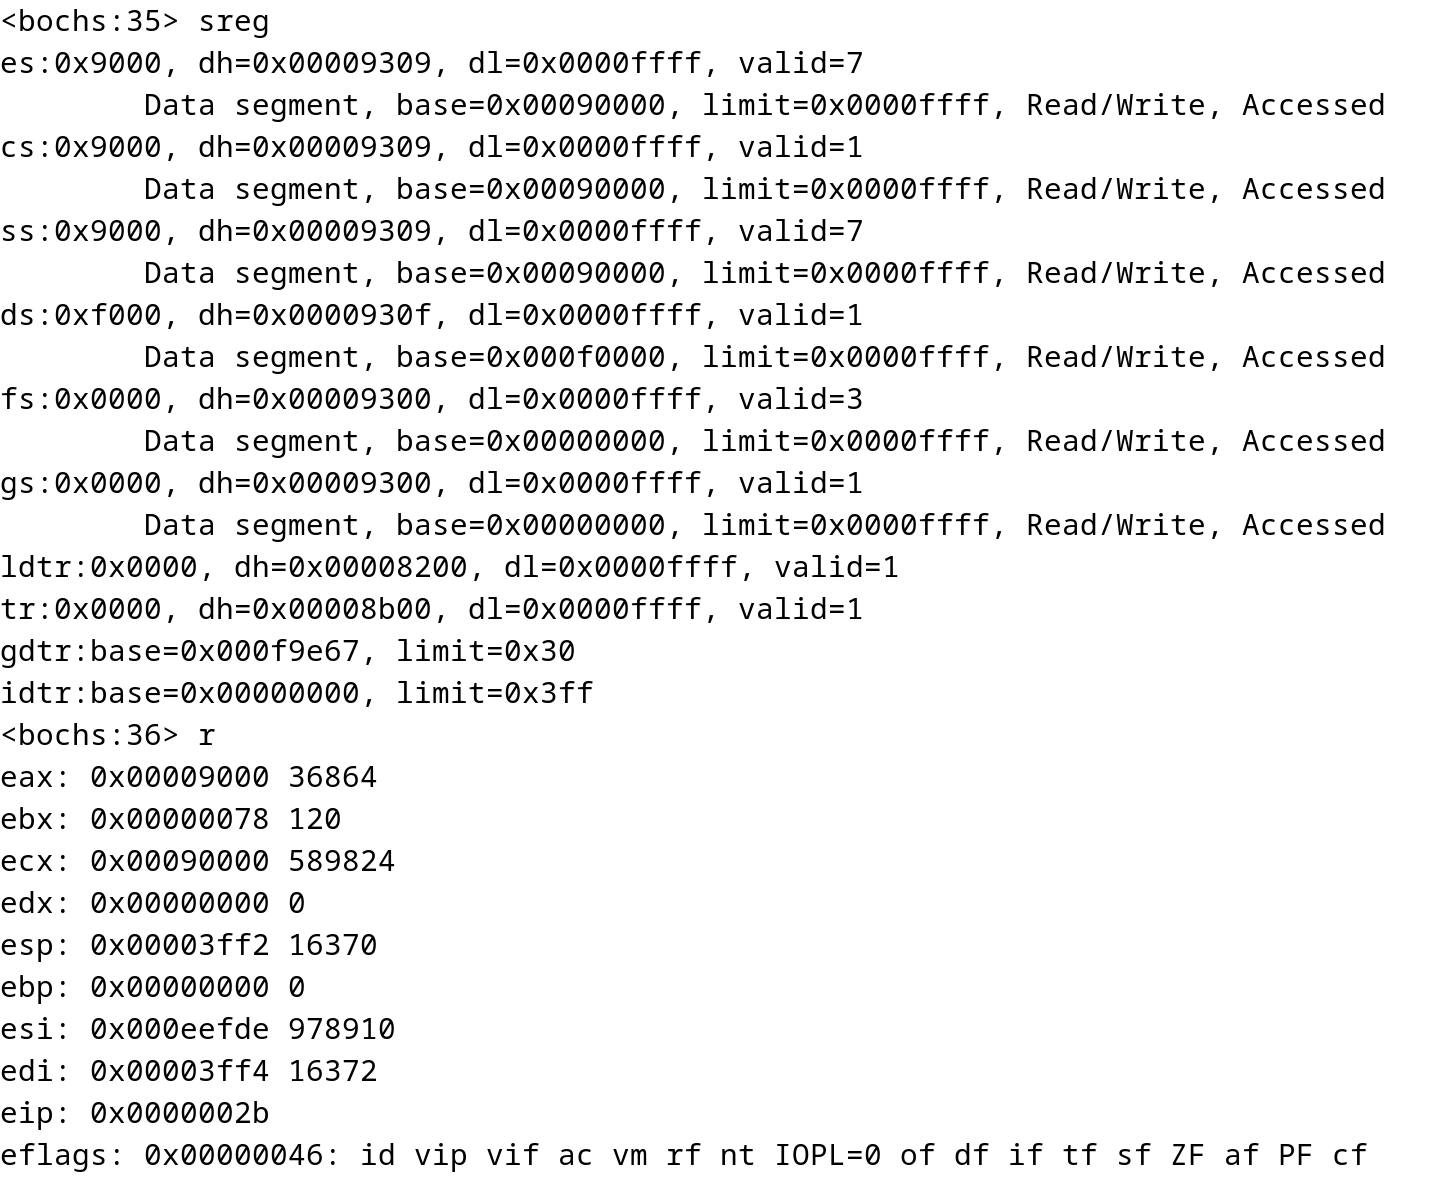 <bochs:35> sreg
es:0x9000, dh=0x00009309, dl=0x0000ffff, valid=7
Data segment, base=0x00090000, limit=0x0000ffff, Read/Write, Accessed
cs:0x9000, dh=0x00009309, dl=0x0000ffff, valid=1
Data segment, base=0x00090000, limit=0x0000ffff, Read/Write, Accessed
ss:0x9000, dh=0x00009309, dl=0x0000ffff, valid=7
Data segment, base=0x00090000, limit=0x0000ffff, Read/Write, Accessed
ds:0xf000, dh=0x0000930f, dl=0x0000ffff, valid=1
Data segment, base=0x000f0000, limit=0x0000ffff, Read/Write, Accessed
fs:0x0000, dh=0x00009300, dl=0x0000ffff, valid=3
Data segment, base=0x00000000, limit=0x0000ffff, Read/Write, Accessed
gs:0x0000, dh=0x00009300, dl=0x0000ffff, valid=1
Data segment, base=0x00000000, limit=0x0000ffff, Read/Write, Accessed
ldtr:0x0000, dh=0x00008200, dl=0x0000ffff, valid=1
tr:0x0000, dh=0x00008b00, dl=0x0000ffff, valid=1
gdtr:base=0x000f9e67, limit=0x30
idtr:base=0x00000000, limit=0x3ff
<bochs:36> r
eax: 0x00009000 36864
ebx: 0x00000078 120
ecx: 0x00090000 589824
edx: 0x00000000 0
esp: 0x00003ff2 16370
ebp: 0x00000000 0
esi: 0x000eefde 978910
edi: 0x00003ff4 16372
eip: 0x0000002b
eflags: 0x00000046: id vip vif ac vm rf nt IOPL=0 of df if tf sf ZF af PF cf